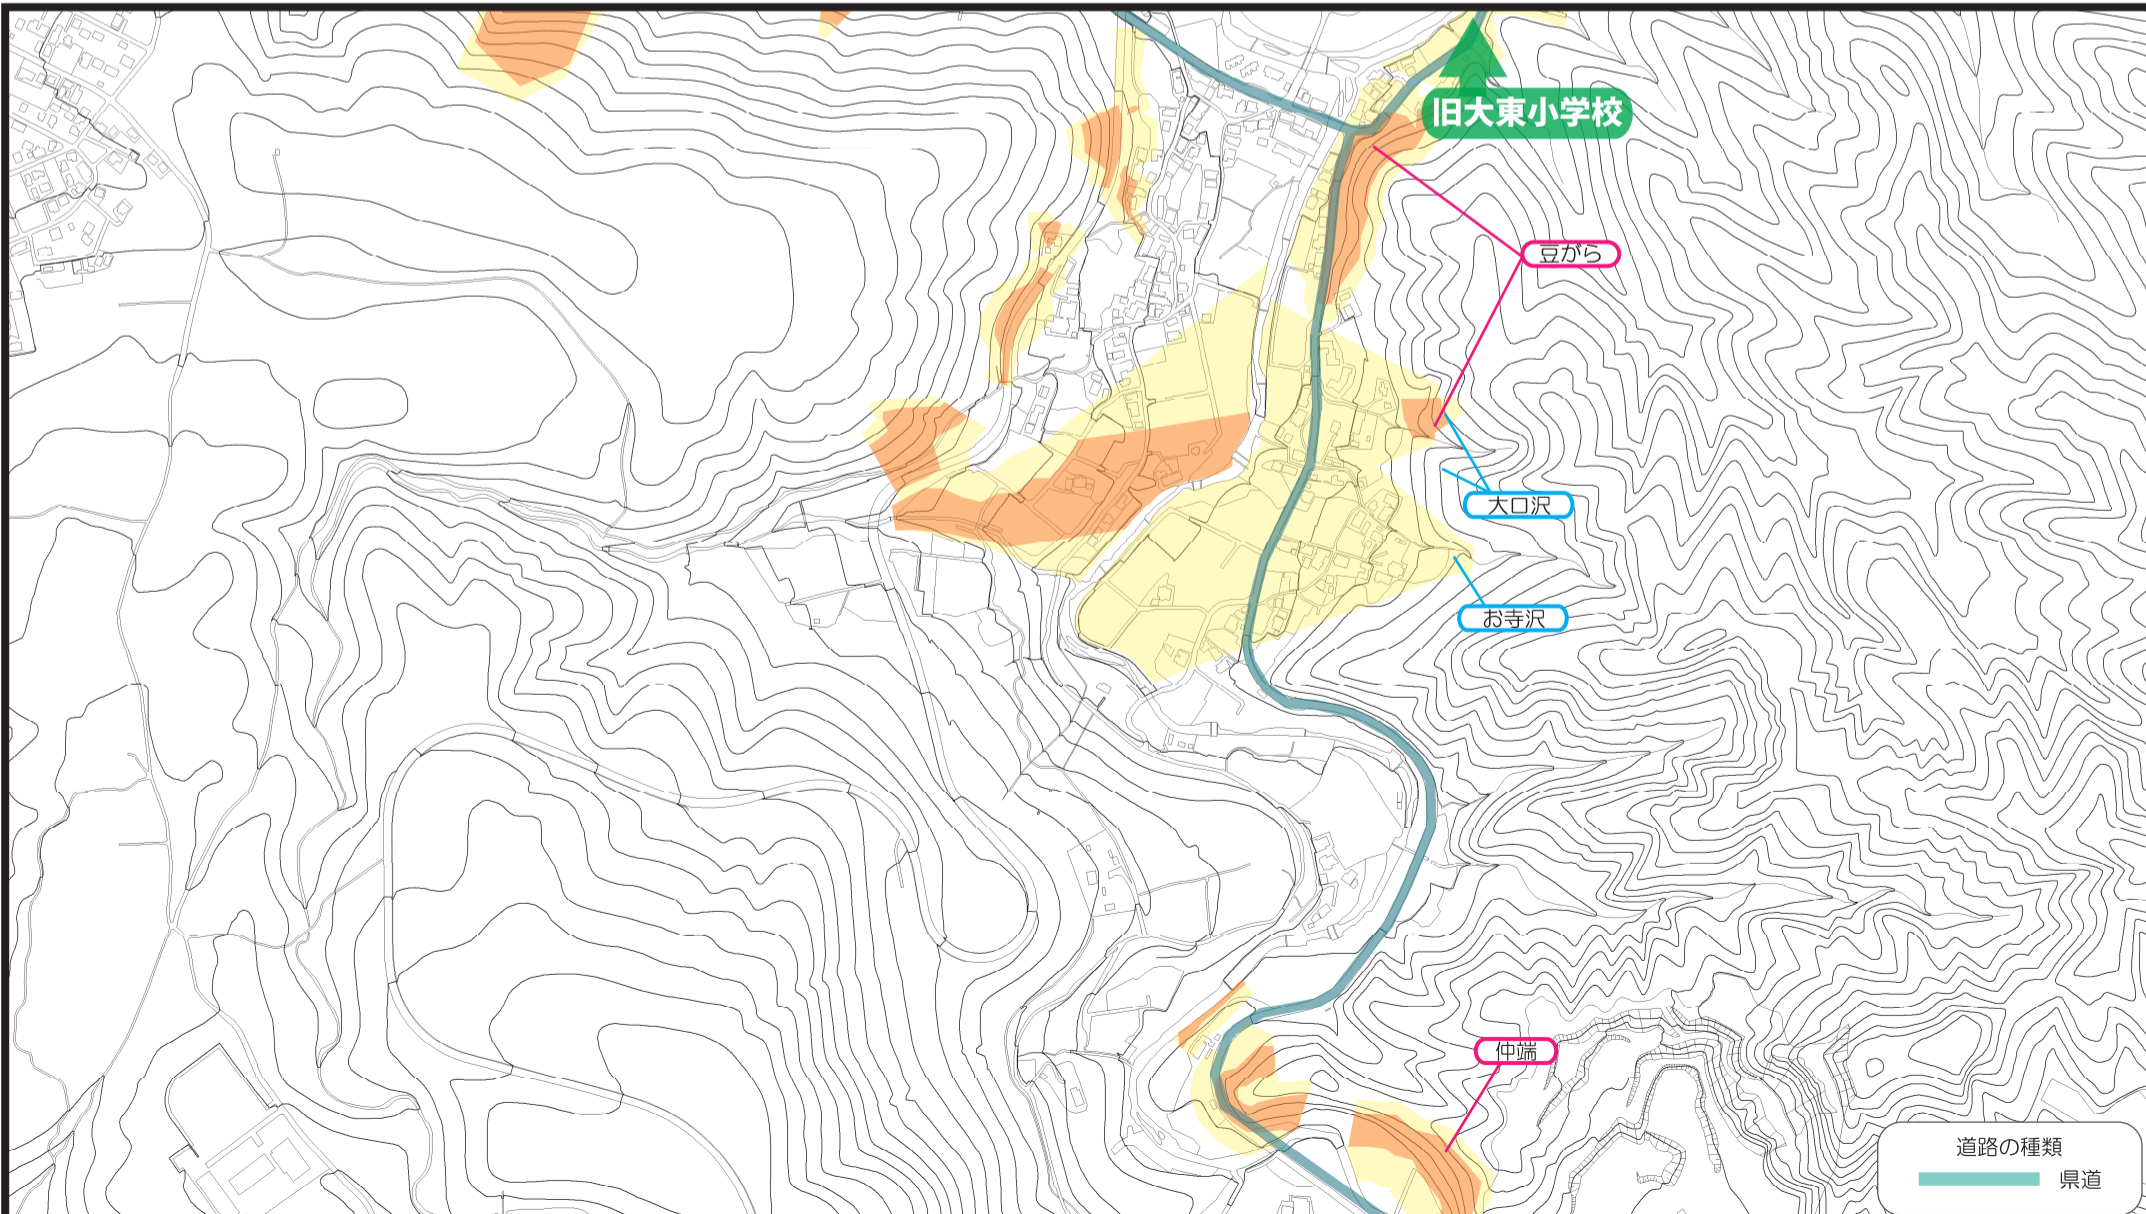 旧大東小学校
豆がら
大口沢
お寺沢
仲端
道路の種類
県道